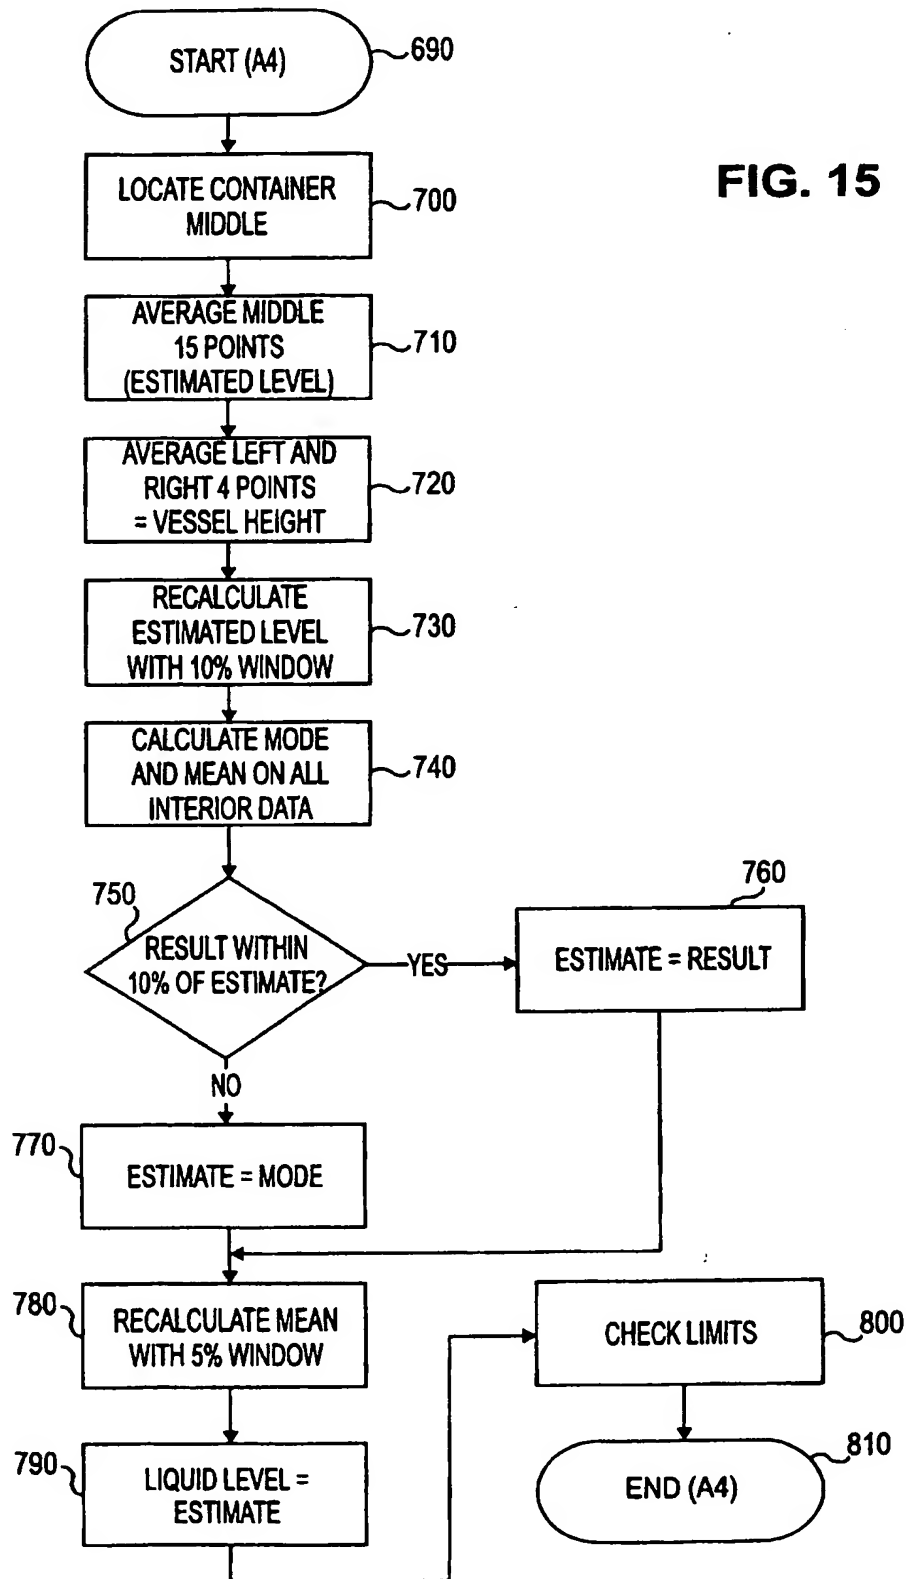 START (A4)
690
FIG. 15
LOCATE CONTAINER
MIDDLE
700
AVERAGE MIDDLE
15 POINTS
(ESTIMATED LEVEL)
710
AVERAGE LEFT AND
RIGHT 4 POINTS
= VESSEL HEIGHT
720
RECALCULATE
ESTIMATED LEVEL
WITH 10% WINDOW
730
CALCULATE MODE
AND MEAN ON ALL
INTERIOR DATA
740
750
RESULT WITHIN
10% OF ESTIMATE?
YES
760
ESTIMATE = RESULT
NO
770
ESTIMATE = MODE
780
RECALCULATE MEAN
WITH 5% WINDOW
790
LIQUID LEVEL =
ESTIMATE
CHECK LIMITS
800
END (A4)
810